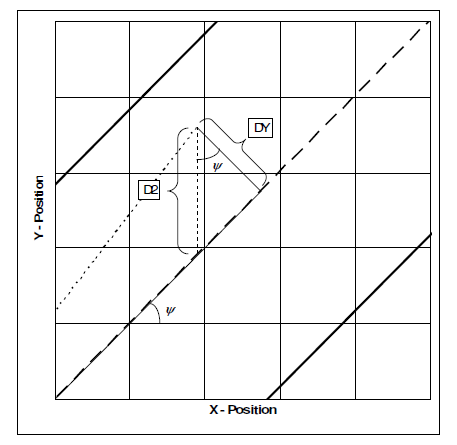 DY
ψ
D2
Y - Position
ψ
X - Position